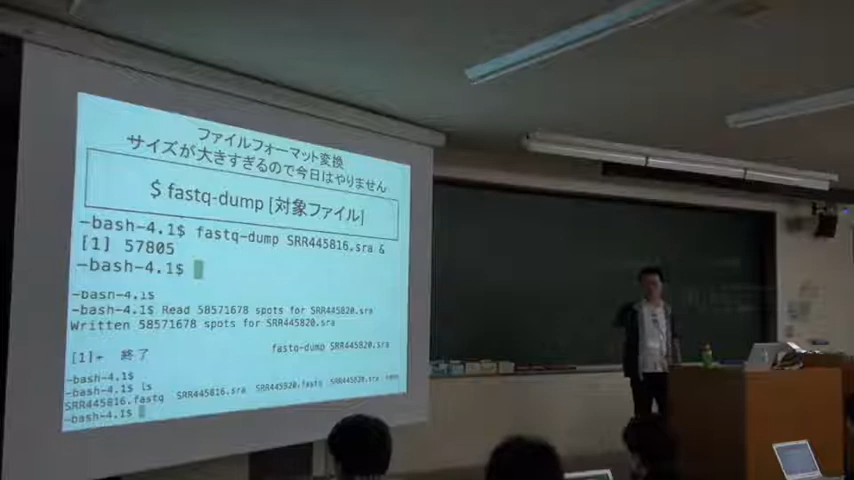 ファイルフォーマット変換
サイズが大きすぎるので今日はやりません
$ fastq-dump [対象ファイル]
-bash-4.1$ fastq-dump SRR445816.sra &
[1] 57805
-bash-4.1$
-bash-4.1$
-bash-4.1$ Read 58571678 spots for SRR445820.sra
Written 58571678 spots for SRR445820.sra
[1]+ 終了 fastq-dump SRR445820.sra
-bash-4.1$
-bash-4.1$ ls
SRR445816.fastq SRR445816.sra SRR445820.fastq SRR445820.sra
-bash-4.1$